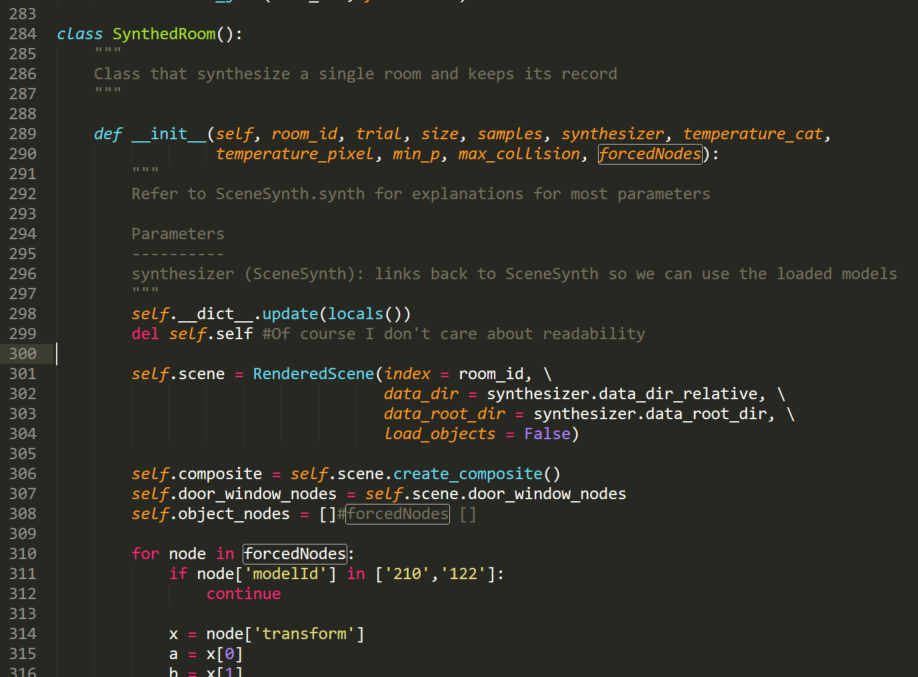 283
284 class SynthedRoom():
285     """
286     Class that synthesize a single room and keeps its record
287     """
288
289     def __init__(self, room_id, trial, size, samples, synthesizer, temperature_cat,
290                  temperature_pixel, min_p, max_collision, forcedNodes):
291         """
292         Refer to SceneSynth.synth for explanations for most parameters
293
294         Parameters
295         ----------
296         synthesizer (SceneSynth): links back to SceneSynth so we can use the loaded models
297         """
298         self.__dict__.update(locals())
299         del self.self #Of course I don't care about readability
300
301         self.scene = RenderedScene(index = room_id, \
302                                    data_dir = synthesizer.data_dir_relative, \
303                                    data_root_dir = synthesizer.data_root_dir, \
304                                    load_objects = False)
305
306         self.composite = self.scene.create_composite()
307         self.door_window_nodes = self.scene.door_window_nodes
308         self.object_nodes = []#forcedNodes []
309
310         for node in forcedNodes:
311             if node['modelId'] in ['210','122']:
312                 continue
313
314             x = node['transform']
315             a = x[0]
316             b = x[1]